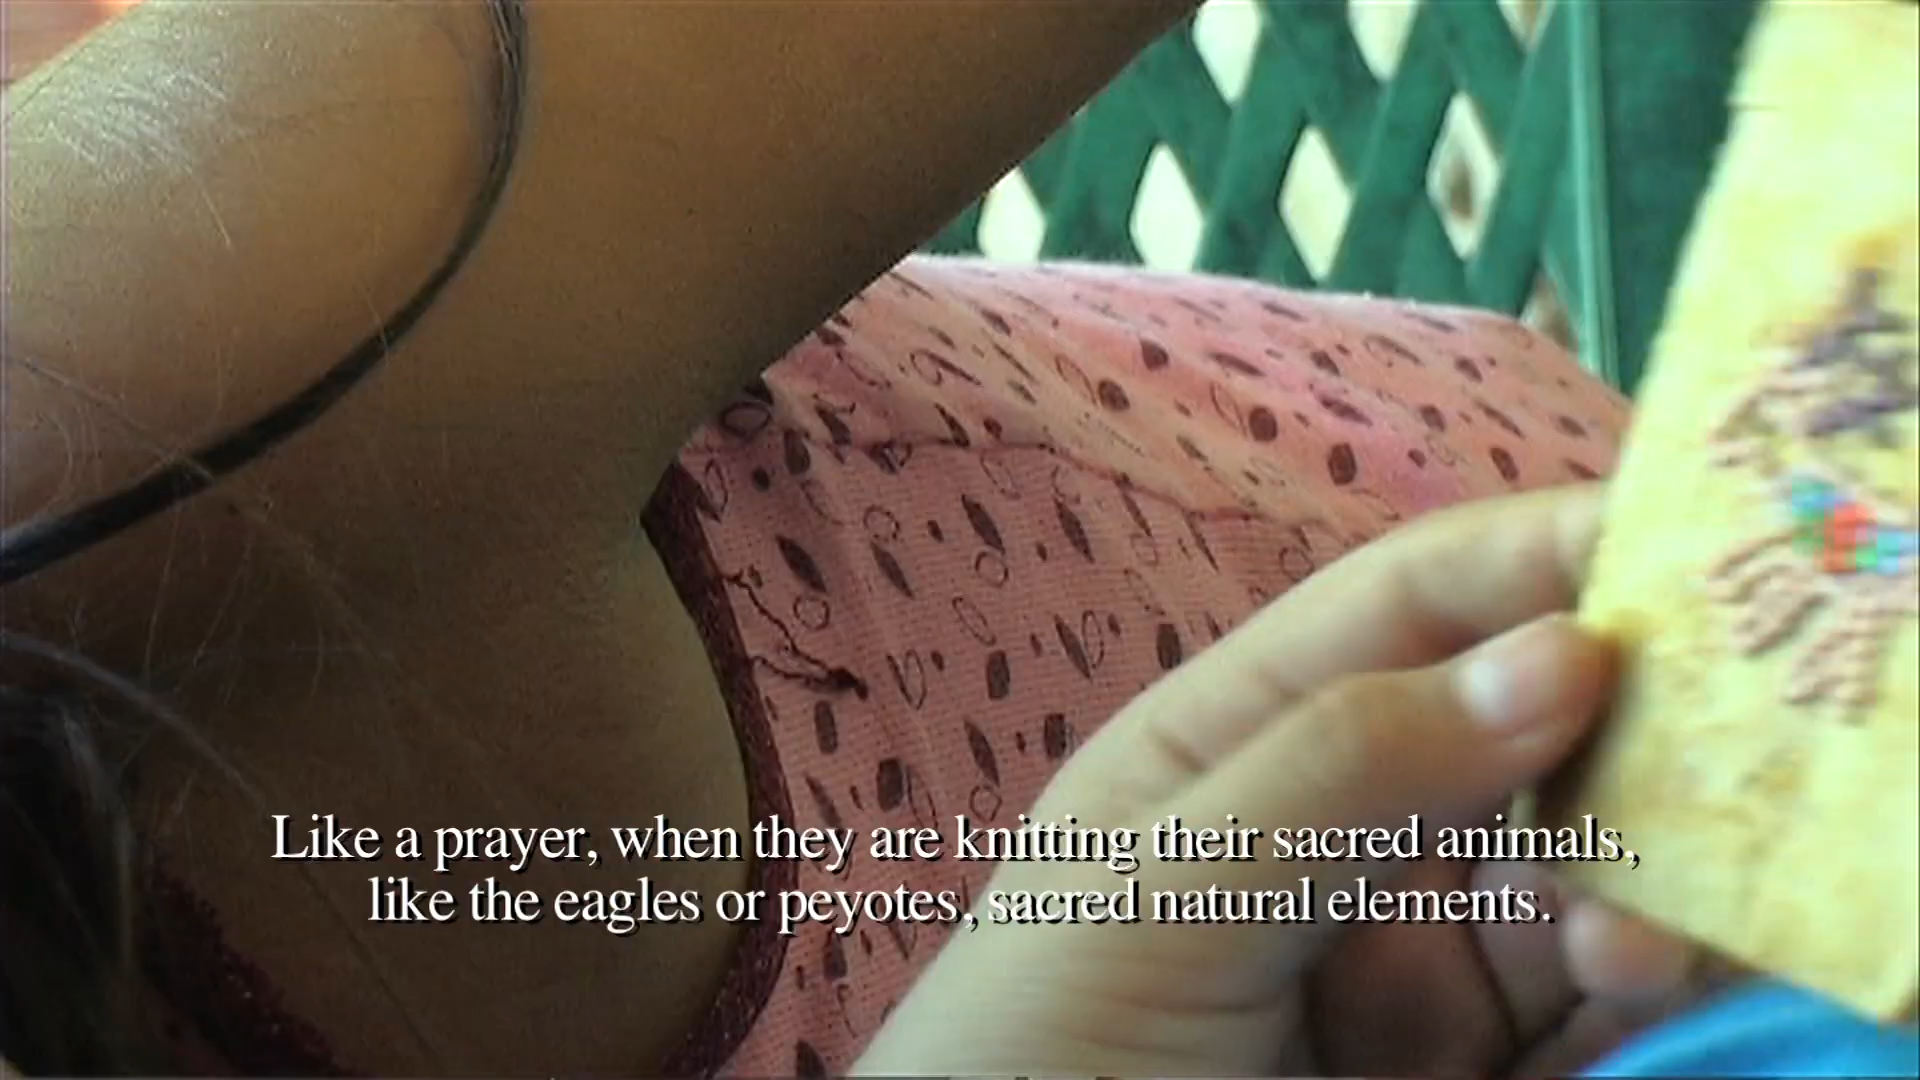 Like a prayer, when they are knitting their sacred animals,
like the eagles or peyotes, sacred natural elements.